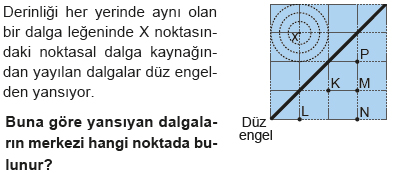 Derinliği her yerinde aynı olan
bir dalga leğeninde X noktasın-
daki noktasal dalga kaynağın-
dan yayılan dalgalar düz engel-
den yansıyor.
Buna göre yansıyan dalgala-
rın merkezi hangi noktada bu-
lunur?
X
P
K
M
L
N
Düz
engel